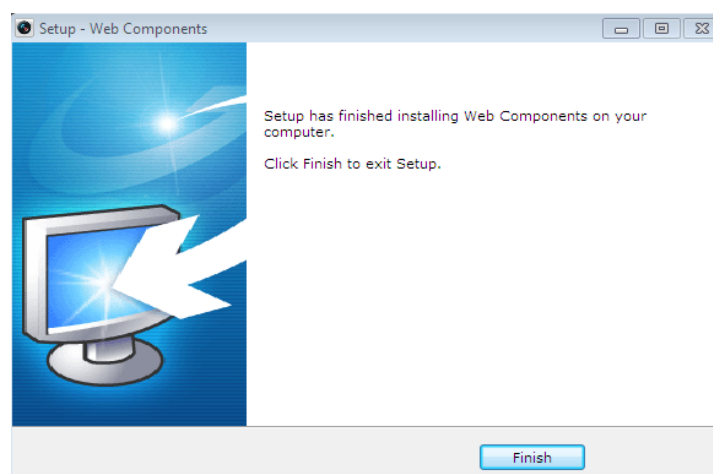 Setup - Web Components
Setup has finished installing Web Components on your
computer.
Click Finish to exit Setup.
Finish